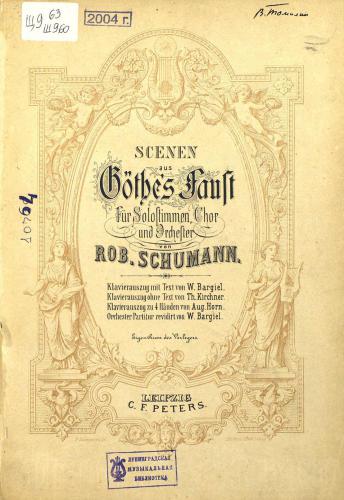 Щ9 63
Щ960
2004 г.
79402
SCENEN
aus
Göthe's Faust
für Solostimmen, Chor
und Orchester
von
ROB. SCHUMANN.
Klavierauszug mit Text von W. Bargiel.
Klavierauszug ohne Text von Th. Kirchner.
Klavierauszug zu 4 Händen von Aug. Horn.
Orchester Partitur revidirt von W. Bargiel.
Eigenthum des Verlegers.
LEIPZIG
C. F. PETERS.
ЛЕНИНГРАДСКАЯ
МУЗЫКАЛЬНАЯ
БИБЛИОТЕКА